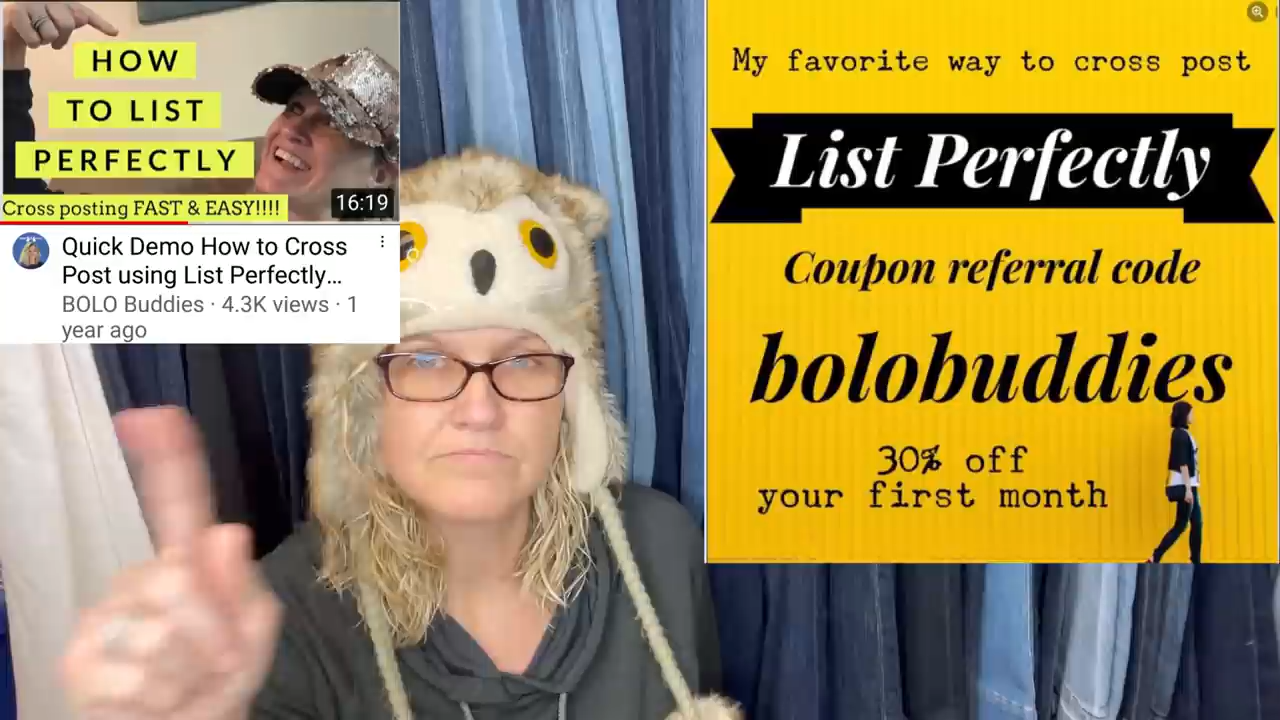 HOW
TO LIST
PERFECTLY
Cross posting FAST & EASY!!!!
16:19
Quick Demo How to Cross
Post using List Perfectly...
BOLO Buddies · 4.3K views · 1
year ago
My favorite way to cross post
List Perfectly
Coupon referral code
bolobuddies
30% off
your first month